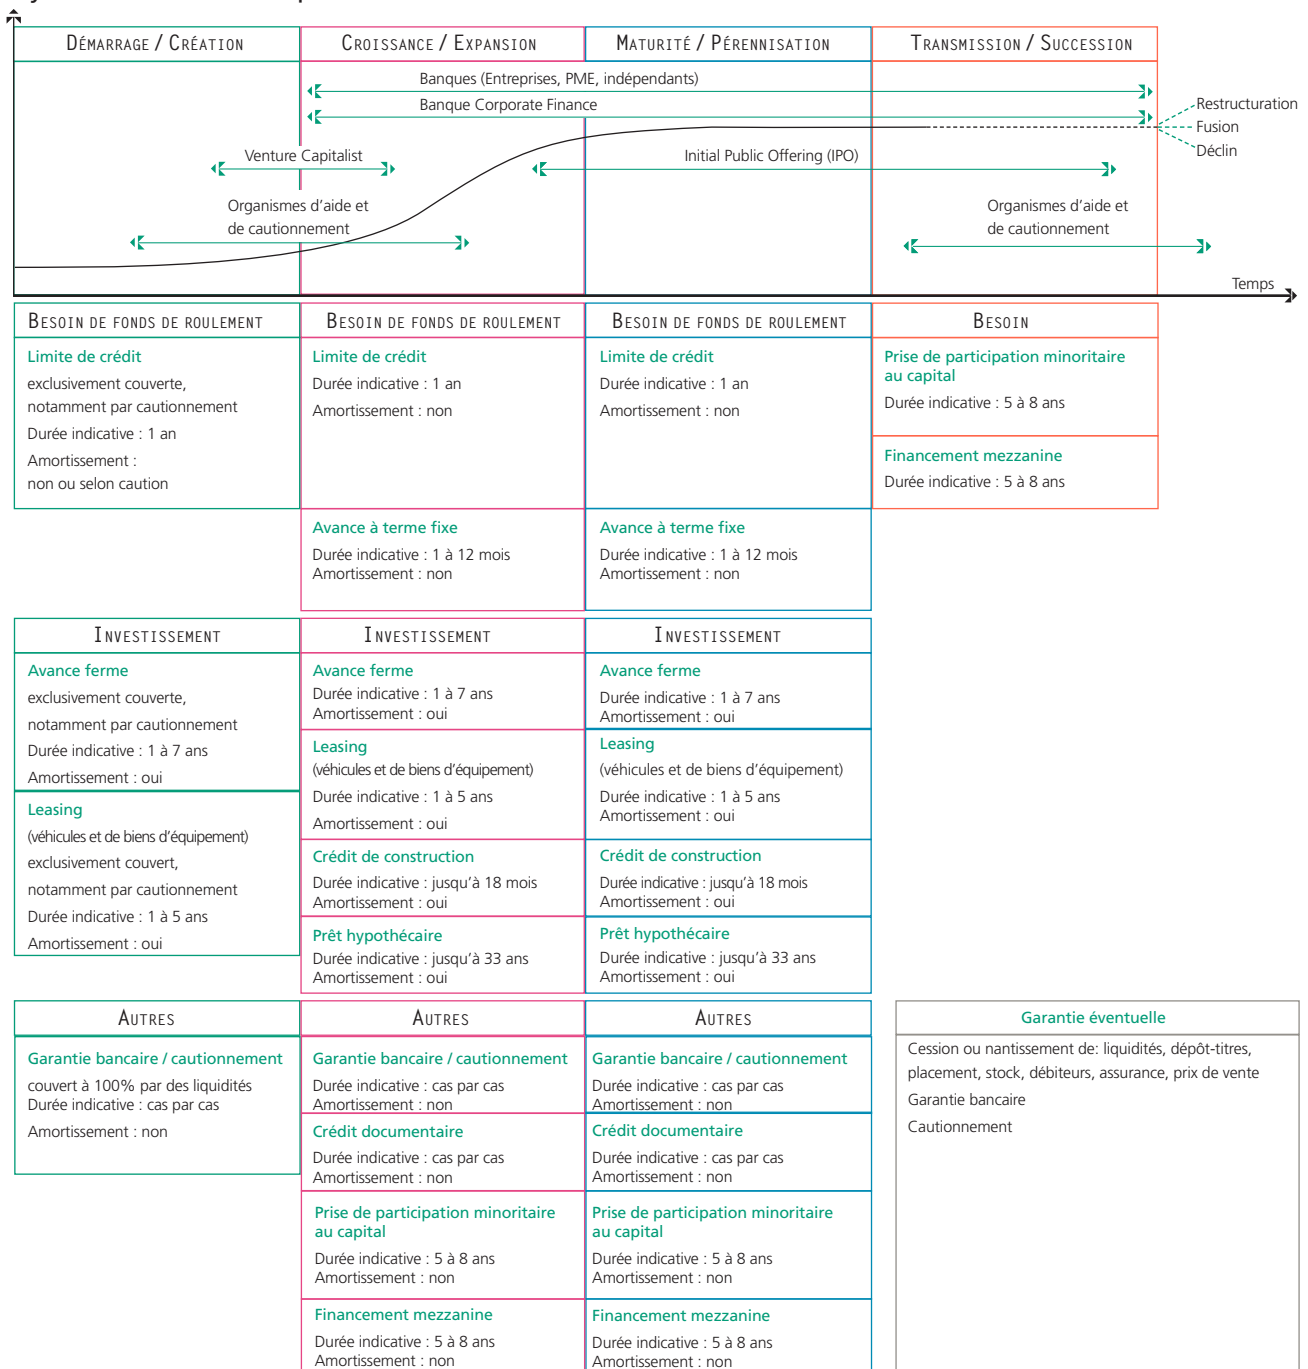 Démarrage / Création
Croissance / Expansion
Maturité / Pérennisation
Transmission / Succession
Banques (Entreprises, PME, indépendants)
Banque Corporate Finance
Restructuration
Fusion
Déclin
Venture Capitalist
Initial Public Offering (IPO)
Organismes d'aide et
de cautionnement
Organismes d'aide et
de cautionnement
Temps
Besoin de fonds de roulement
Limite de crédit
exclusivement couverte,
notamment par cautionnement
Durée indicative : 1 an
Amortissement :
non ou selon caution
Besoin de fonds de roulement
Limite de crédit
Durée indicative : 1 an
Amortissement : non
Avance à terme fixe
Durée indicative : 1 à 12 mois
Amortissement : non
Besoin de fonds de roulement
Limite de crédit
Durée indicative : 1 an
Amortissement : non
Avance à terme fixe
Durée indicative : 1 à 12 mois
Amortissement : non
Besoin
Prise de participation minoritaire
au capital
Durée indicative : 5 à 8 ans
Financement mezzanine
Durée indicative : 5 à 8 ans
Investissement
Avance ferme
exclusivement couverte,
notamment par cautionnement
Durée indicative : 1 à 7 ans
Amortissement : oui
Leasing
(véhicules et de biens d'équipement)
exclusivement couvert,
notamment par cautionnement
Durée indicative : 1 à 5 ans
Amortissement : oui
Investissement
Avance ferme
Durée indicative : 1 à 7 ans
Amortissement : oui
Leasing
(véhicules et de biens d'équipement)
Durée indicative : 1 à 5 ans
Amortissement : oui
Crédit de construction
Durée indicative : jusqu'à 18 mois
Amortissement : oui
Prêt hypothécaire
Durée indicative : jusqu'à 33 ans
Amortissement : oui
Investissement
Avance ferme
Durée indicative : 1 à 7 ans
Amortissement : oui
Leasing
(véhicules et de biens d'équipement)
Durée indicative : 1 à 5 ans
Amortissement : oui
Crédit de construction
Durée indicative : jusqu'à 18 mois
Amortissement : oui
Prêt hypothécaire
Durée indicative : jusqu'à 33 ans
Amortissement : oui
Autres
Garantie bancaire / cautionnement
couvert à 100% par des liquidités
Durée indicative : cas par cas
Amortissement : non
Autres
Garantie bancaire / cautionnement
Durée indicative : cas par cas
Amortissement : non
Crédit documentaire
Durée indicative : cas par cas
Amortissement : non
Prise de participation minoritaire
au capital
Durée indicative : 5 à 8 ans
Amortissement : non
Financement mezzanine
Durée indicative : 5 à 8 ans
Amortissement : non
Autres
Garantie bancaire / cautionnement
Durée indicative : cas par cas
Amortissement : non
Crédit documentaire
Durée indicative : cas par cas
Amortissement : non
Prise de participation minoritaire
au capital
Durée indicative : 5 à 8 ans
Amortissement : non
Financement mezzanine
Durée indicative : 5 à 8 ans
Amortissement : non
Garantie éventuelle
Cession ou nantissement de: liquidités, dépôt-titres,
placement, stock, débiteurs, assurance, prix de vente
Garantie bancaire
Cautionnement